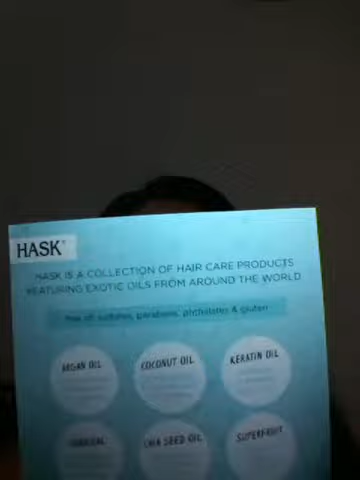 HASK®
HASK IS A COLLECTION OF HAIR CARE PRODUCTS
FEATURING EXOTIC OILS FROM AROUND THE WORLD
free of: sulfates, parabens, phthalates & gluten
ARGAN OIL
COCONUT OIL
KERATIN OIL
CHARCOAL
CHIA SEED OIL
SUPERFRUIT